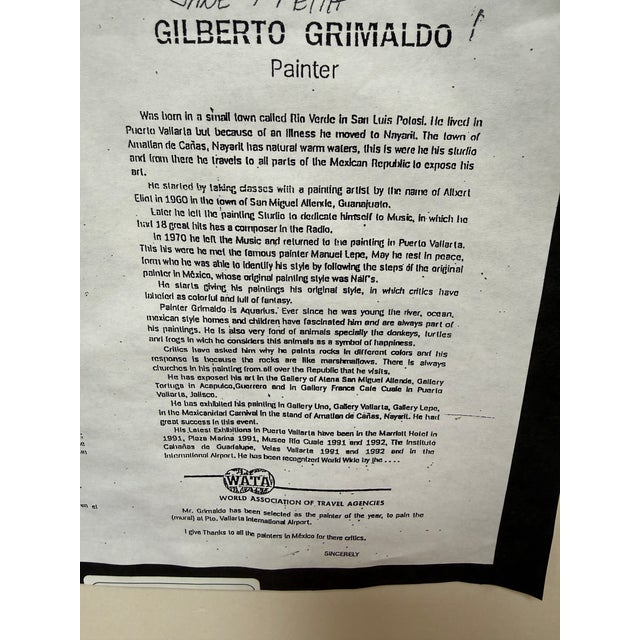 GILBERTO GRIMALDO
Painter
Was born in a small town called Rio Verde in San Luis Potosi. He lived in
Puerto Vallarta but because of an illness he moved to Nayarit. The town of
Amatlan de Cañas, Nayarit has natural warm waters, this is were he his studio
and from there he travels to all parts of the Mexican Republic to expose his
art.
He started by taking classes with a painting artist by the name of Albert
Eliot in 1960 in the town of San Miguel Allende, Guanajuato.
Later he left the painting Studio to dedicate himself to Music, in which he
had 18 great hits has a composer in the Radio.
In 1970 he left the Music and returned to the painting in Puerto Vallarta.
This his were he met the famous painter Manuel Lepe, May he rest in peace,
form who he was able to identify his style by following the steps of the original
painter in México, whose original painting style was Naif's.
He starts giving his paintings his original style, in which critics have
labeled as colorful and full of fantasy.
Painter Grimaldo is Aquarius. Ever since he was young the river, ocean,
mexican style homes and children have fascinated him and are always part of
his paintings. He is also very fond of animals specially the donkeys, turtles
and frogs in wich he considers this animals as a symbol of happiness.
Critics have asked him why he paints rocks in different colors and his
response is because the rocks are like marshmallows. There is always
churches in his painting from all over the Republic that he visits.
He has exposed his art in the Gallery of Atena San Miguel Allende, Gallery
Tortuga in Acapulco, Guerrero and in Gallery France Cale Cuale in Puerto
Vallarta, Jalisco.
He has exhibited his painting in Gallery Uno, Gallery Vallarta, Gallery Lepe,
in the Mexicanidad Carnival in the stand of Amatlan de Cañas, Nayarit. He had
great success in this event.
His Latest Exhibitions in Puerto Vallarta have been in the Marriott Hotel in
1991, Plaza Marina 1991, Museo Rio Cuale 1991 and 1992, The Institute
Cabañas de Guadalupe, Velas Vallarta 1991 and 1992 and in the
International Airport. He has been recognized World Wide by the ....
WATA
WORLD ASSOCIATION OF TRAVEL AGENCIES
Mr. Grimaldo has been selected as the painter of the year, to pain the
(mural) at Pto. Vallarta International Airport.
I give Thanks to all the painters in México for there critics.
SINCERELY
en el